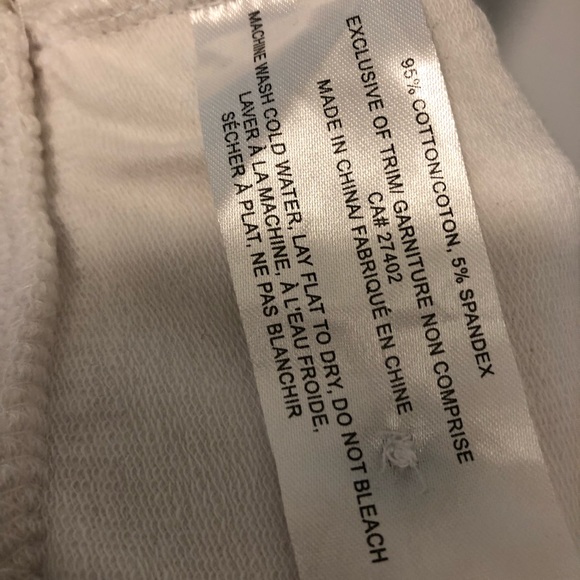 95% COTTON/COTON, 5% SPANDEX
EXCLUSIVE OF TRIM/ GARNITURE NON COMPRISE
CA# 27402
MADE IN CHINA/ FABRIQUÉ EN CHINE
MACHINE WASH COLD WATER, LAY FLAT TO DRY, DO NOT BLEACH
LAVER À LA MACHINE, À L'EAU FROIDE,
SÉCHER À PLAT, NE PAS BLANCHIR